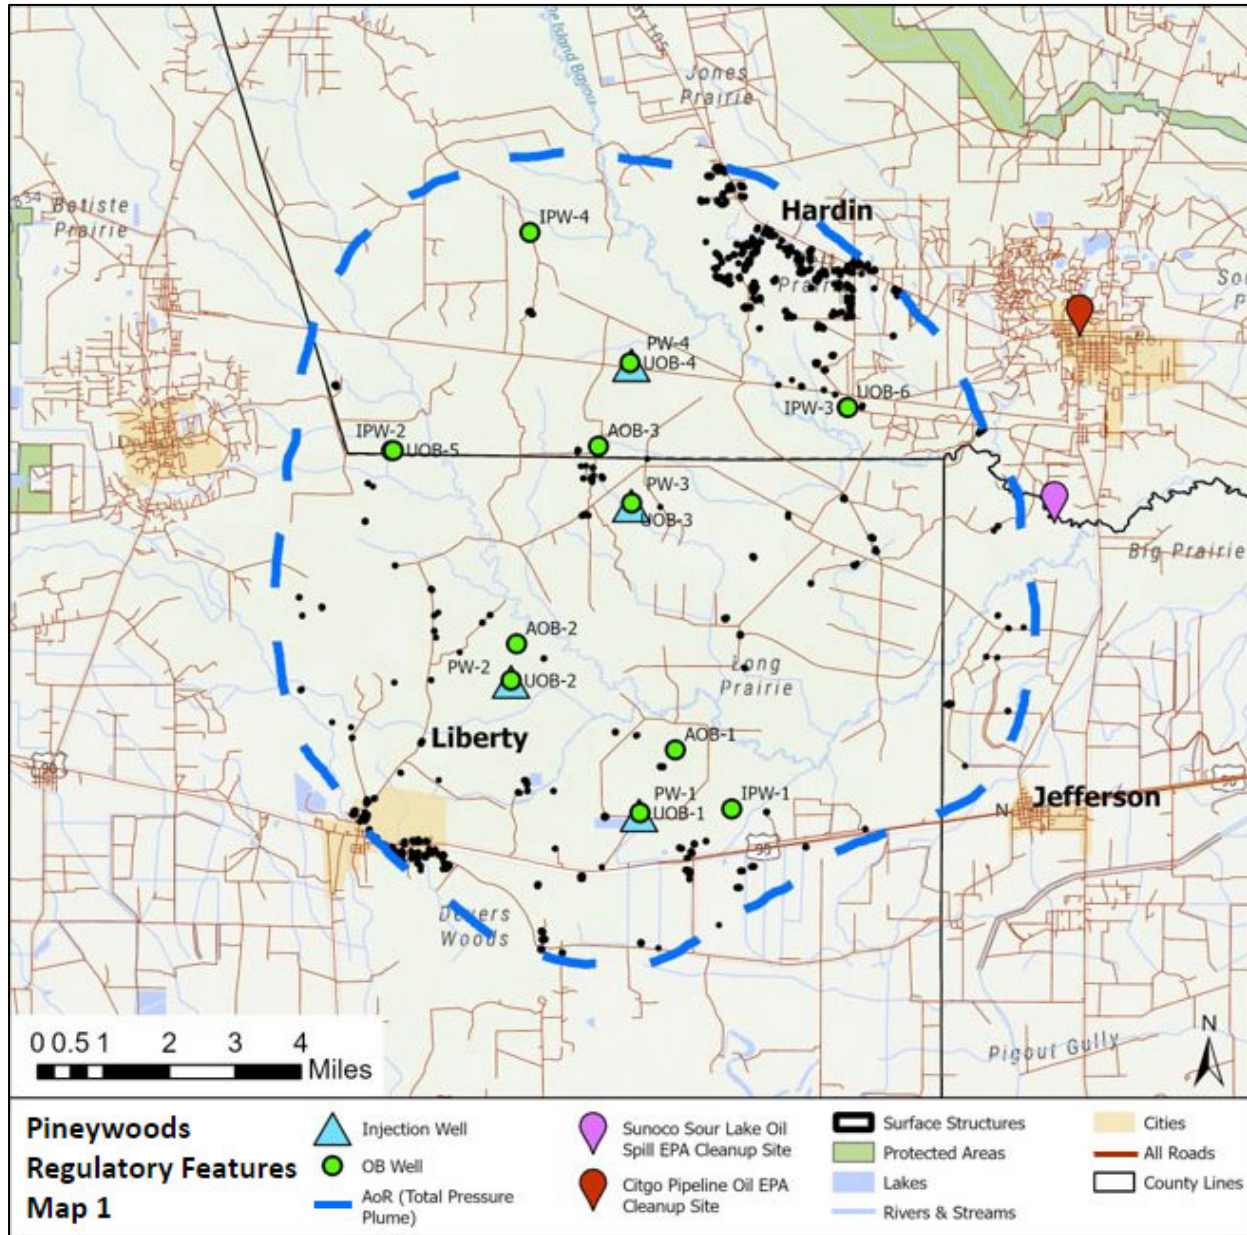 Jones
Prairie
Hardin
Batiste
Prairie
IPW-4
PW-4
UOB-4
UOB-6
IPW-3
IPW-2
UOB-5
AOB-3
PW-3
UOB-3
Big Prairie
AOB-2
PW-2
UOB-2
Long
Prairie
Liberty
AOB-1
PW-1
IPW-1
UOB-1
Jefferson
90
90
N
Devers
Woods
Pigout Gully
N
0 0.5 1 2 3 4
Miles
Pineywoods
Regulatory Features
Map 1
Injection Well
OB Well
AoR (Total Pressure
Plume)
Sunoco Sour Lake Oil
Spill EPA Cleanup Site
Citgo Pipeline Oil EPA
Cleanup Site
Surface Structures
Protected Areas
Lakes
Rivers & Streams
Cities
All Roads
County Lines